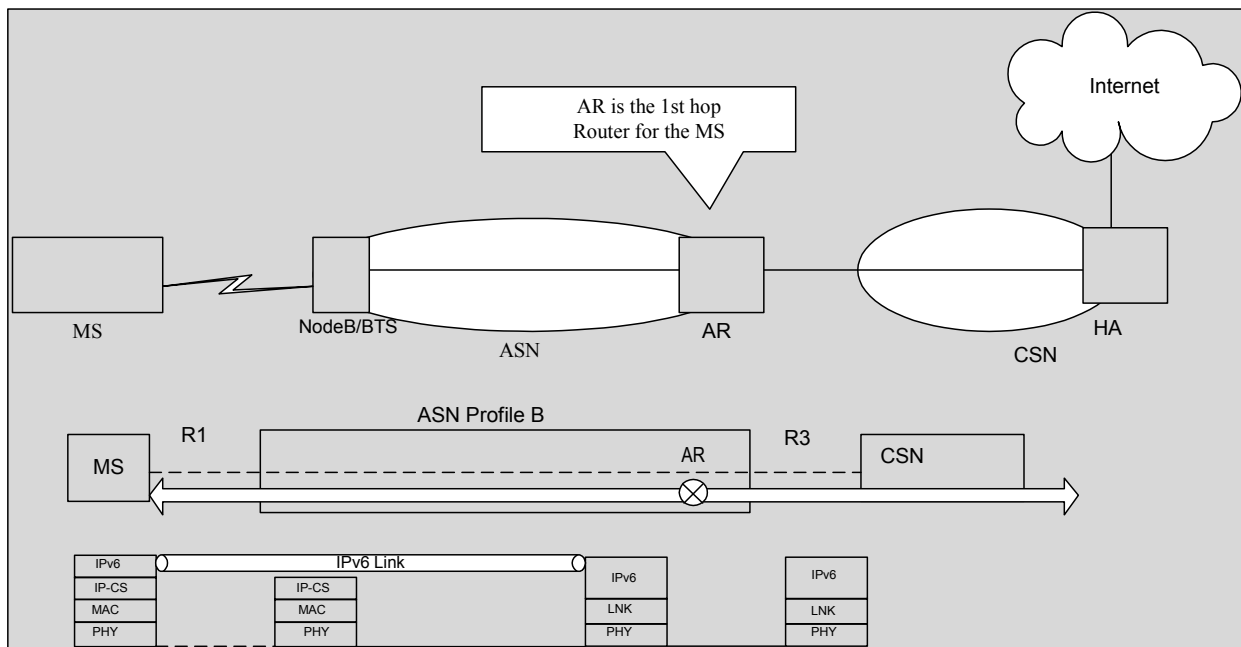 Internet
AR is the 1st hop
Router for the MS
MS
NodeB/BTS
ASN
AR
CSN
HA
ASN Profile B
R1
R3
MS
AR
CSN
IPv6 Link
IPv6
IP-CS
MAC
PHY
IP-CS
MAC
PHY
IPv6
LNK
PHY
IPv6
LNK
PHY